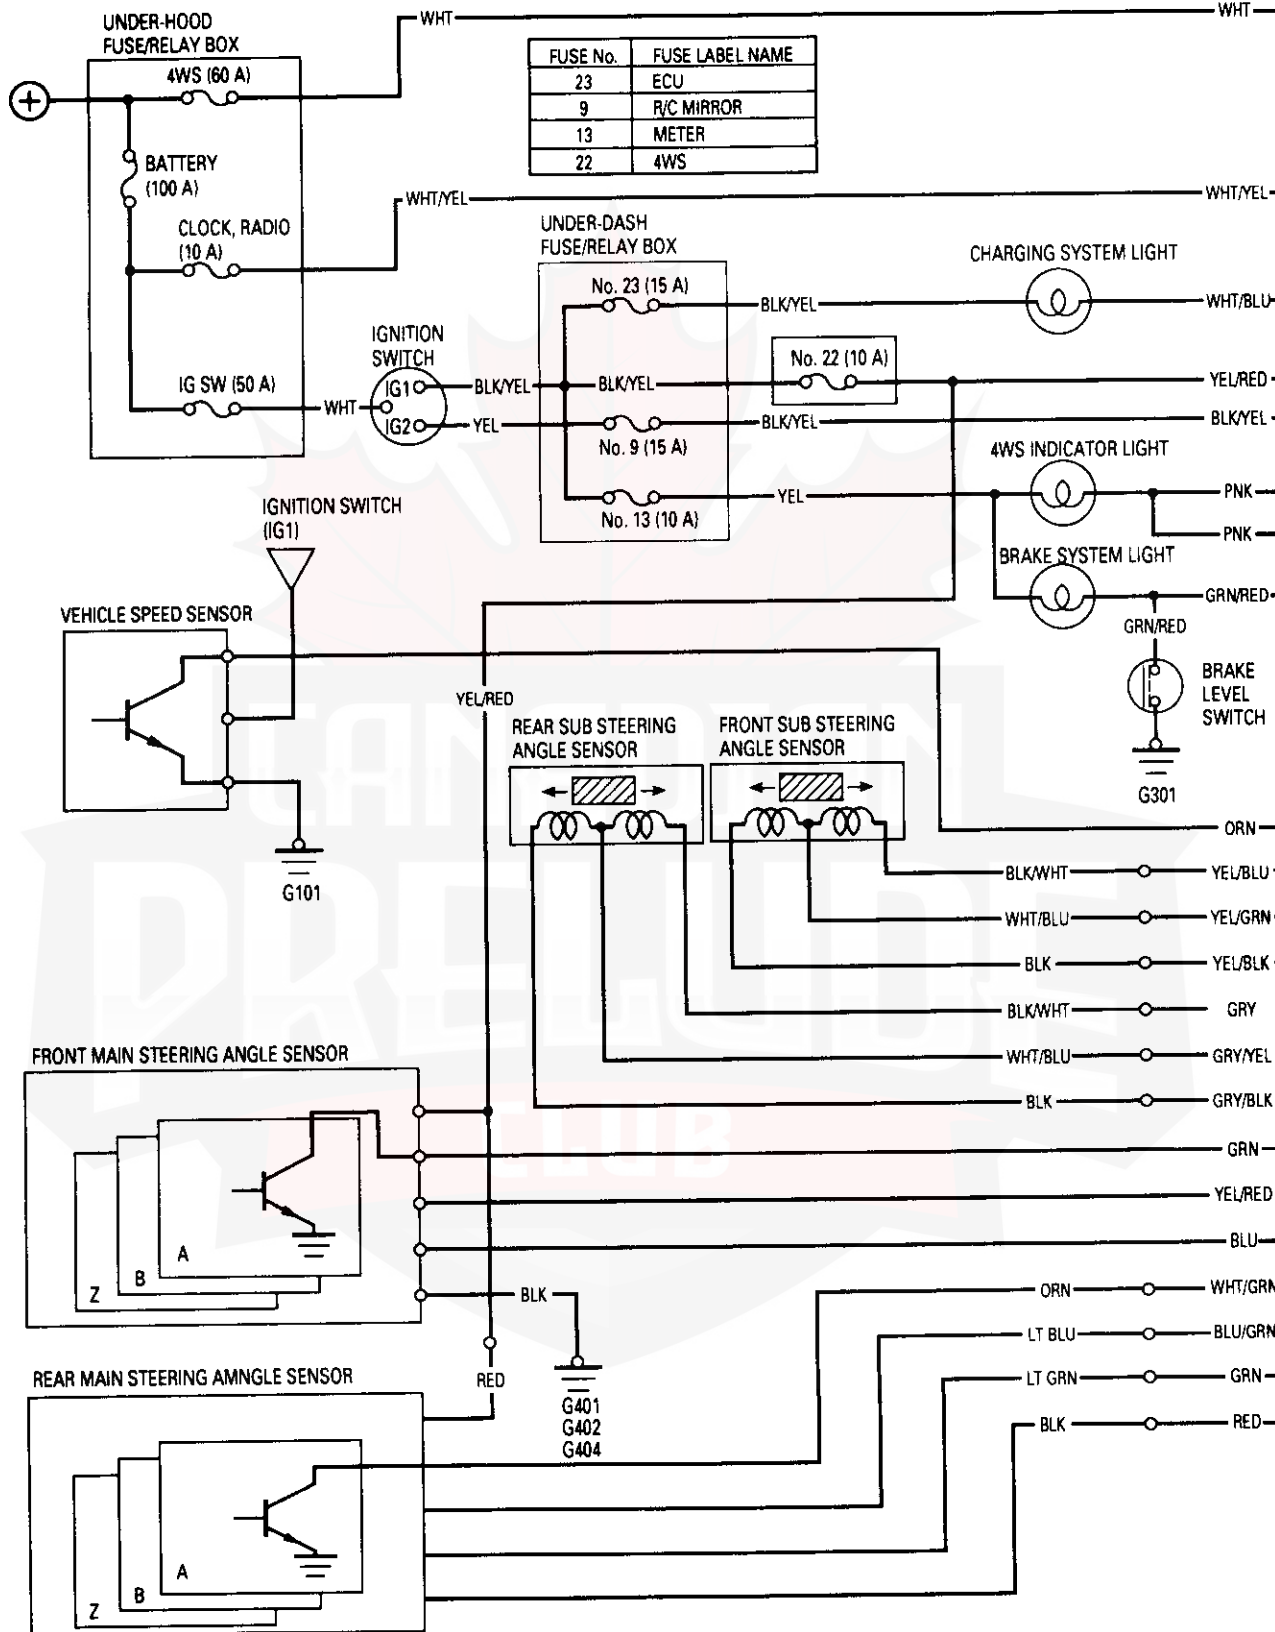 UNDER-HOOD
FUSE/RELAY BOX
WHT
WHT
4WS (60 A)
FUSE No. FUSE LABEL NAME
23 ECU
9 R/C MIRROR
13 METER
22 4WS
BATTERY
(100 A)
WHT/YEL
WHT/YEL
CLOCK, RADIO
(10 A)
UNDER-DASH
FUSE/RELAY BOX
CHARGING SYSTEM LIGHT
No. 23 (15 A)
BLK/YEL
WHT/BLU
IGNITION
SWITCH
No. 22 (10 A)
IG SW (50 A)
WHT
IG1
BLK/YEL
BLK/YEL
YEL/RED
IG2
YEL
BLK/YEL
BLK/YEL
No. 9 (15 A)
4WS INDICATOR LIGHT
YEL
PNK
No. 13 (10 A)
PNK
IGNITION SWITCH
(IG1)
BRAKE SYSTEM LIGHT
GRN/RED
GRN/RED
VEHICLE SPEED SENSOR
BRAKE
LEVEL
SWITCH
YEL/RED
REAR SUB STEERING
ANGLE SENSOR
FRONT SUB STEERING
ANGLE SENSOR
G301
G101
ORN
BLK/WHT YEL/BLU
WHT/BLU YEL/GRN
BLK YEL/BLK
BLK/WHT GRY
WHT/BLU GRY/YEL
BLK GRY/BLK
FRONT MAIN STEERING ANGLE SENSOR
GRN
YEL/RED
BLU
A
B
Z
BLK
ORN WHT/GRN
LT BLU BLU/GRN
LT GRN GRN
BLK RED
REAR MAIN STEERING AMNGLE SENSOR
RED
G401
G402
G404
A
B
Z
CANADIAN
PRELUDE
CLUB